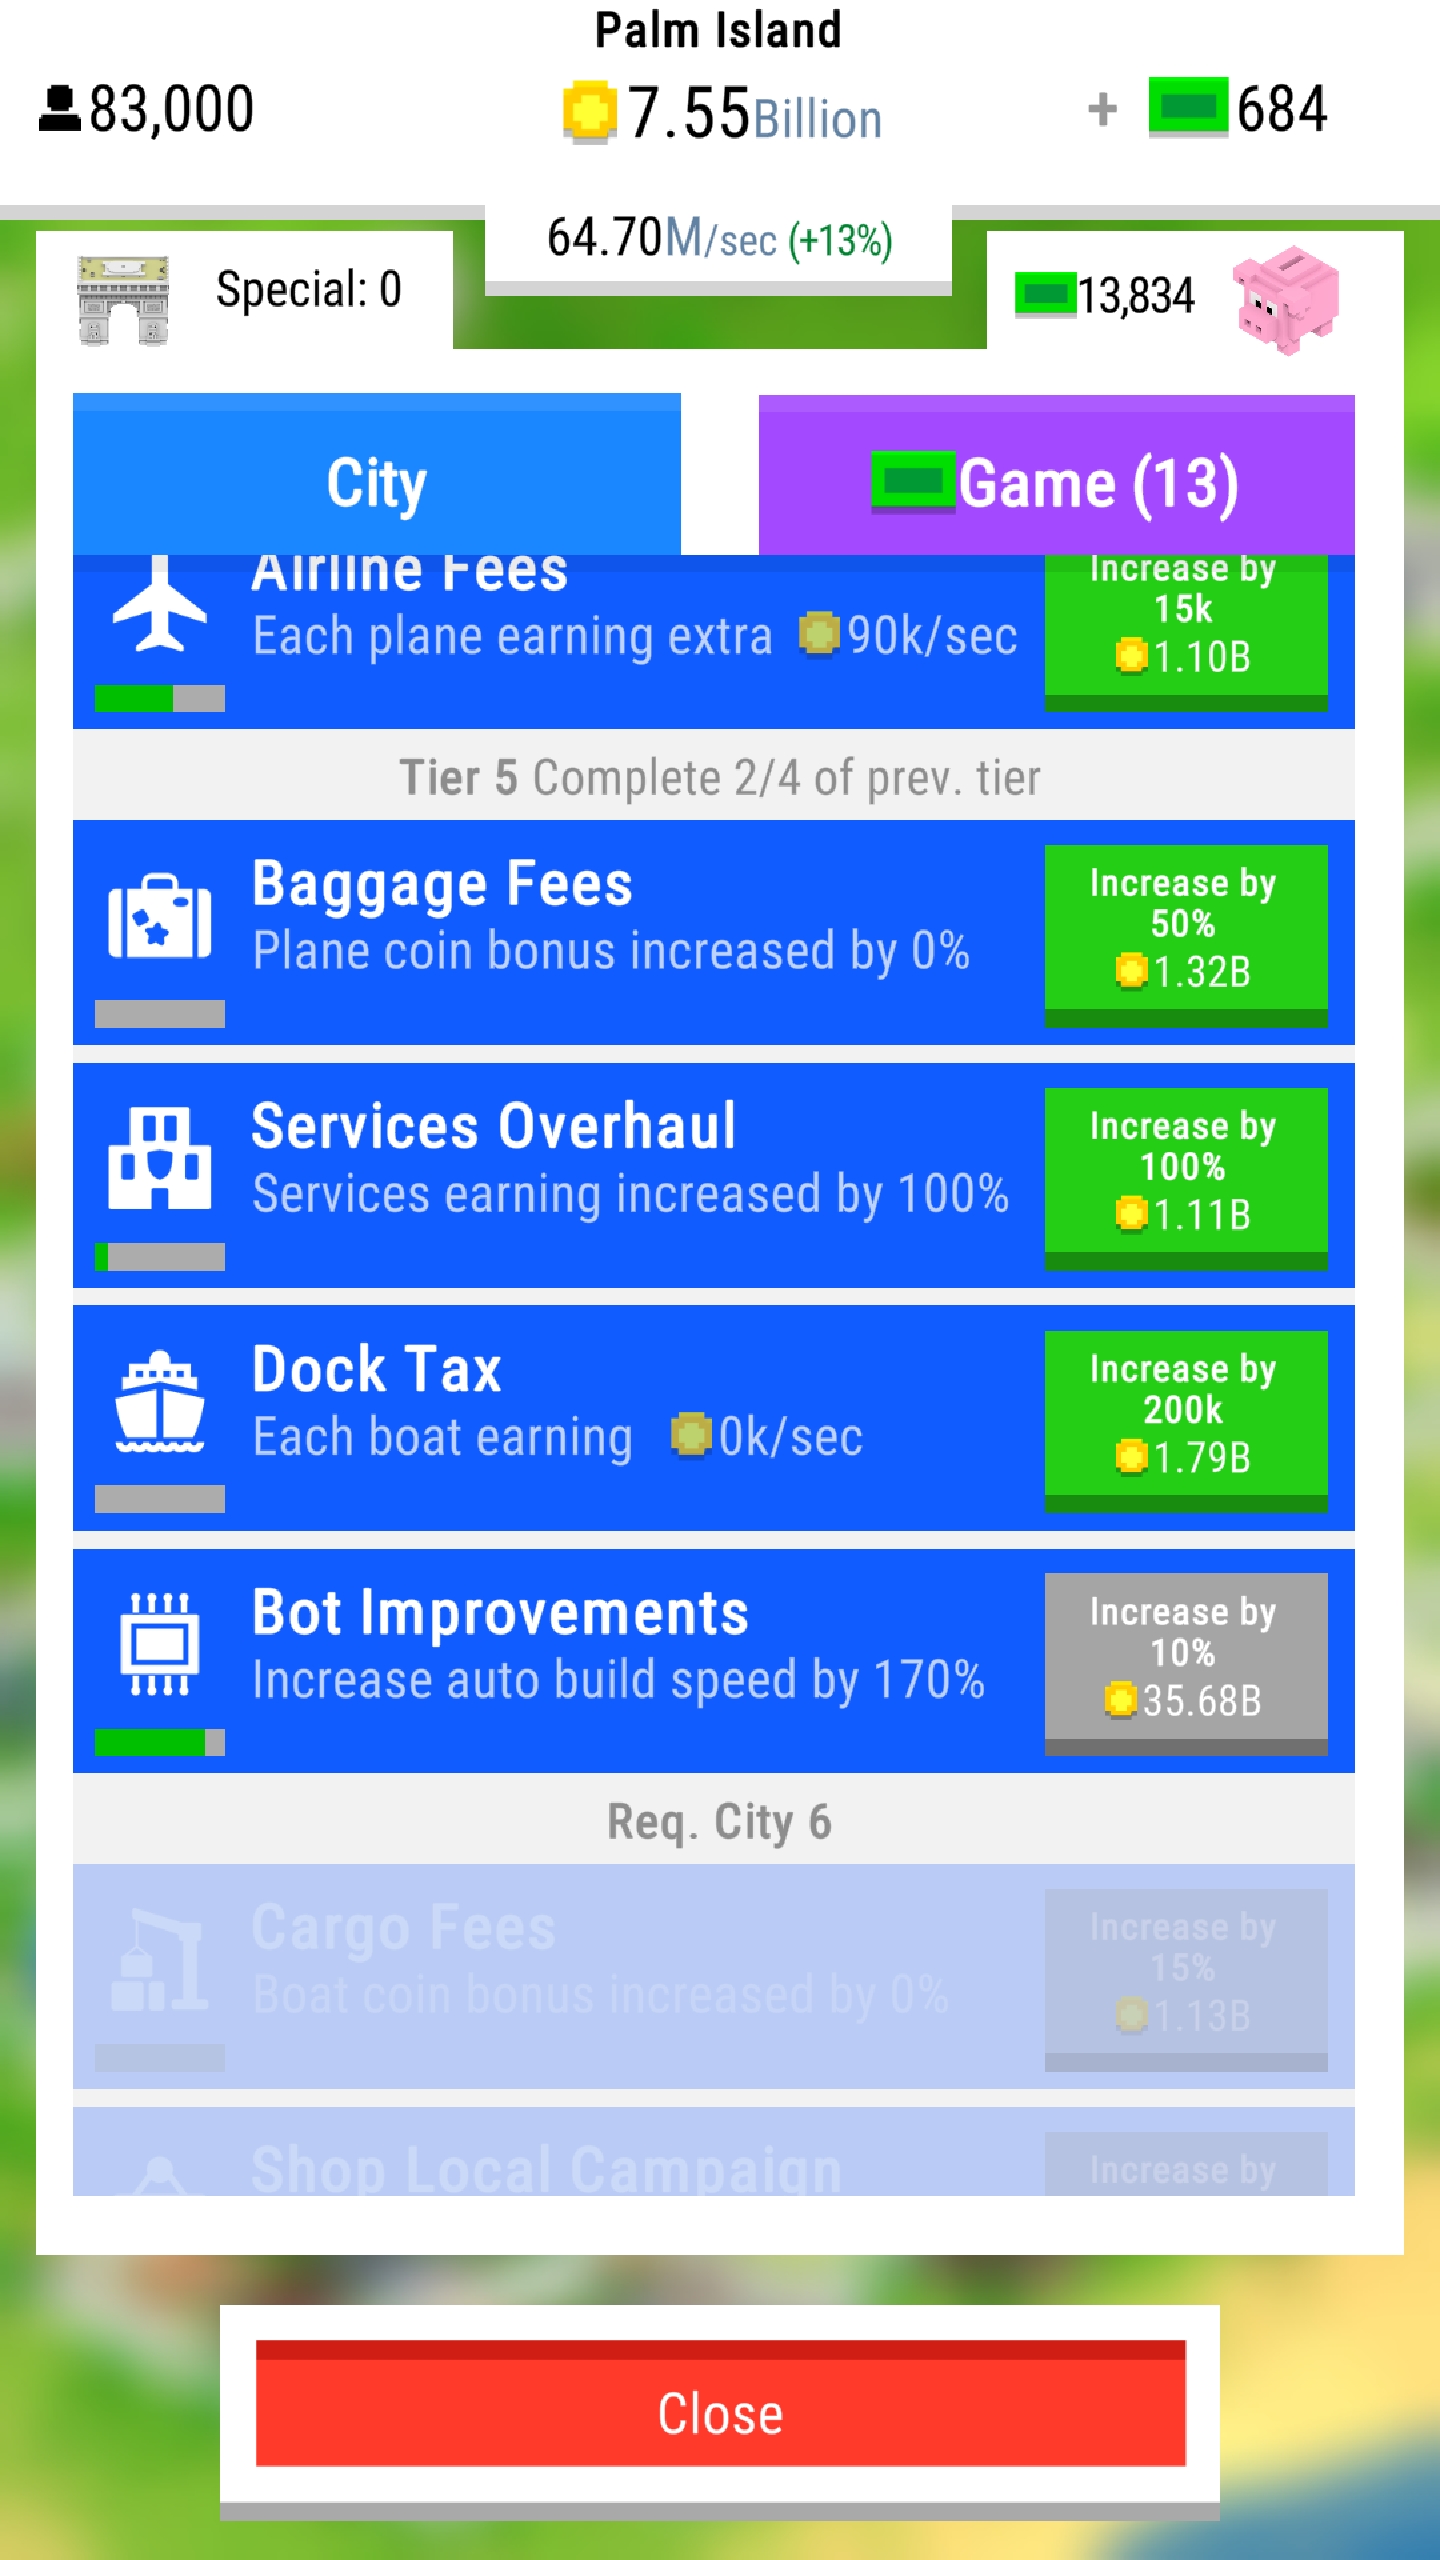 Palm Island
83,000
7.55Billion
+ 684
64.70M/sec (+13%)
Special: 0
13,834
City
Game (13)
Airline Fees
Each plane earning extra 90k/sec
Increase by
15k
1.10B
Tier 5 Complete 2/4 of prev. tier
Baggage Fees
Plane coin bonus increased by 0%
Increase by
50%
1.32B
Services Overhaul
Services earning increased by 100%
Increase by
100%
1.11B
Dock Tax
Each boat earning 0k/sec
Increase by
200k
1.79B
Bot Improvements
Increase auto build speed by 170%
Increase by
10%
35.68B
Req. City 6
Cargo Fees
Boat coin bonus increased by 0%
Increase by
15%
1.13B
Shop Local Campaign
Increase by
Close